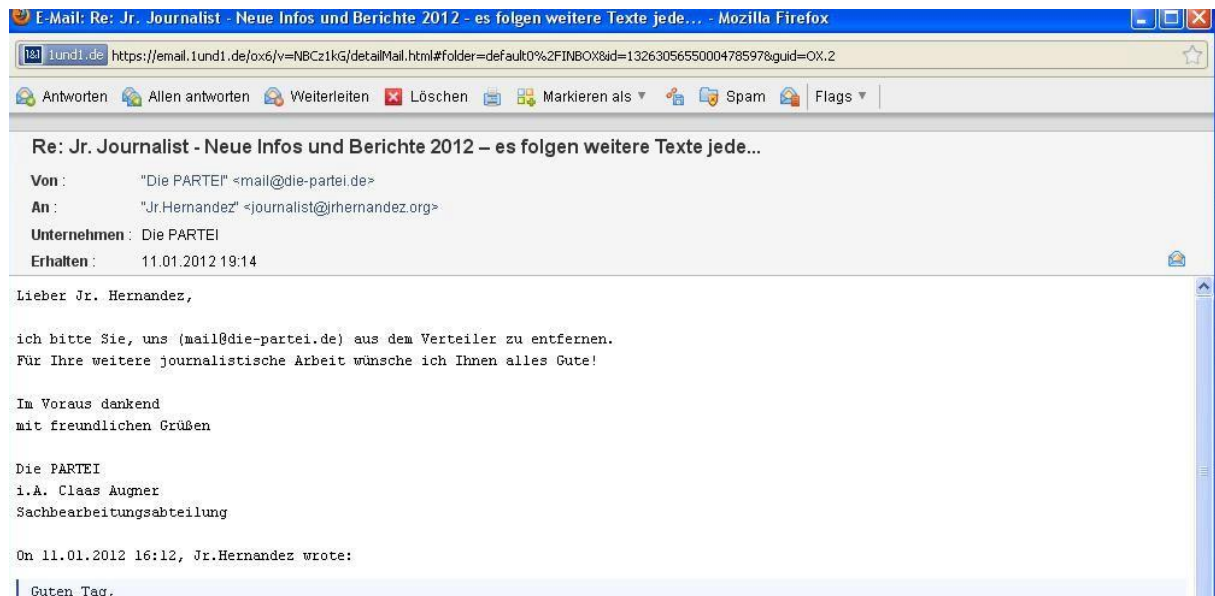 E-Mail: Re: Jr. Journalist - Neue Infos und Berichte 2012 - es folgen weitere Texte jede... - Mozilla Firefox
1&1 1und1.de https://email.1und1.de/ox6/v=NBCz1kG/detailMail.html#folder=default0%2FINBOX&id=13263056550004785978&guid=OX.2
Antworten Allen antworten Weiterleiten Löschen Markieren als Spam Flags
Re: Jr. Journalist - Neue Infos und Berichte 2012 – es folgen weitere Texte jede...
Von : "Die PARTEI" <mail@die-partei.de>
An : "Jr.Hernandez" <journalist@jrhernandez.org>
Unternehmen : Die PARTEI
Erhalten : 11.01.2012 19:14
Lieber Jr. Hernandez,
ich bitte Sie, uns (mail@die-partei.de) aus dem Verteiler zu entfernen.
Für Ihre weitere journalistische Arbeit wünsche ich Ihnen alles Gute!
Im Voraus dankend
mit freundlichen Grüßen
Die PARTEI
i.A. Claas Augner
Sachbearbeitungsabteilung
On 11.01.2012 16:12, Jr.Hernandez wrote:
Guten Tag,